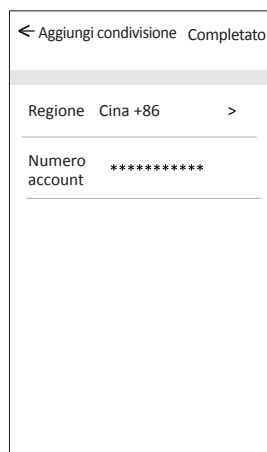 ← Aggiungi condivisione Completato
Regione Cina +86 >
Numero
account ***********